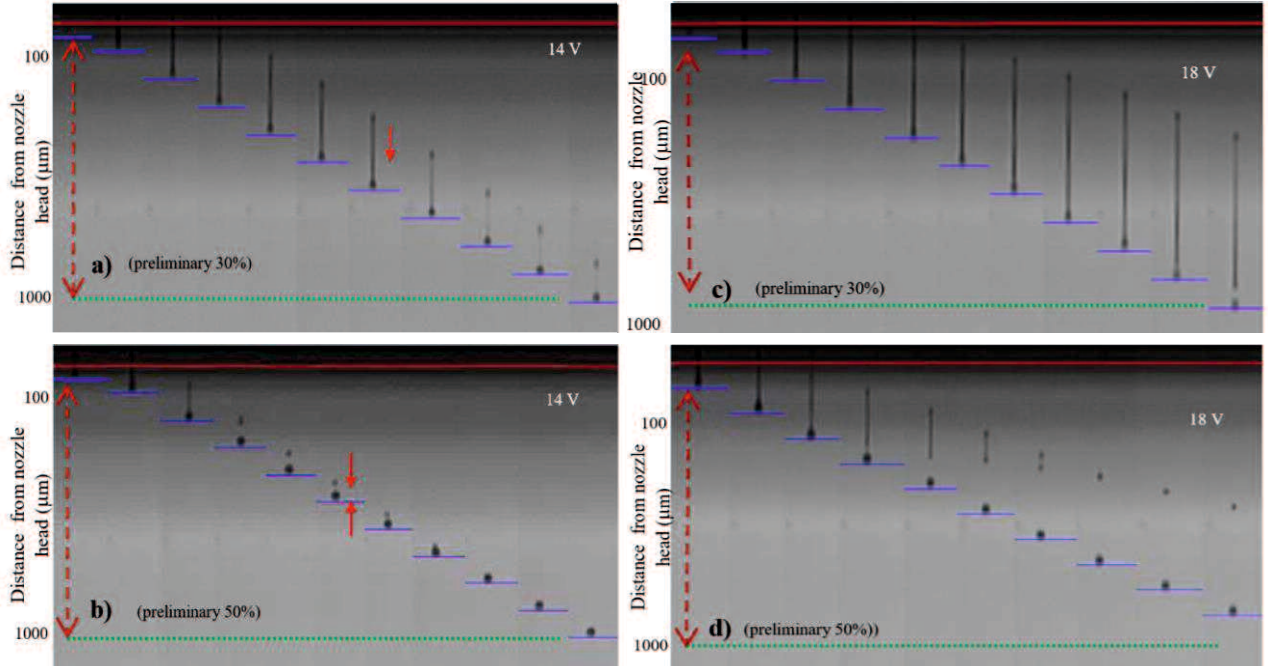 14 V
100
Distance from nozzle
head (µm)
a) (preliminary 30%)
1000
18 V
100
Distance from nozzle
head (µm)
c) (preliminary 30%)
1000
14 V
100
Distance from nozzle
head (µm)
b) (preliminary 50%)
1000
18 V
100
Distance from nozzle
head (µm)
d) (preliminary 50%))
1000